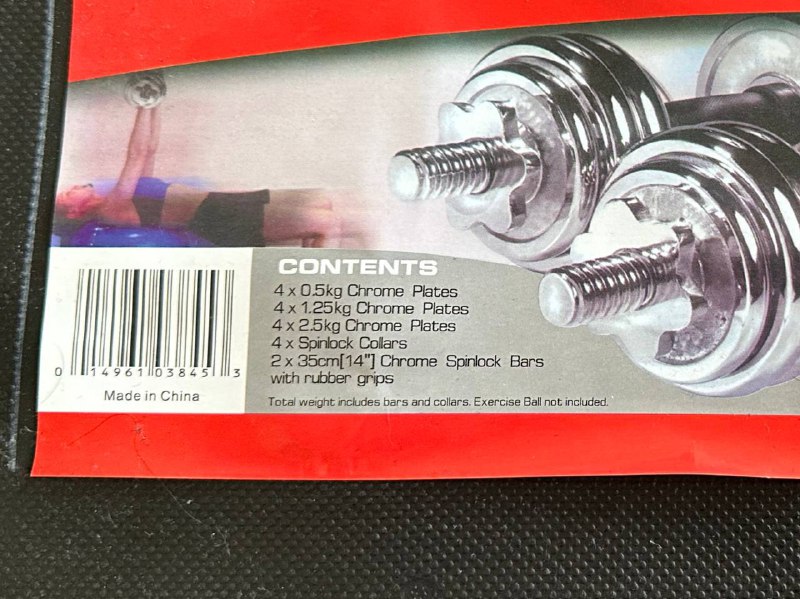 CONTENTS
4 x 0.5kg Chrome Plates
4 x 1.25kg Chrome Plates
4 x 2.5kg Chrome Plates
4 x Spinlock Collars
2 x 35cm[14"] Chrome Spinlock Bars
with rubber grips
Total weight includes bars and collars. Exercise Ball not included.
0 14961 03845 3
Made in China